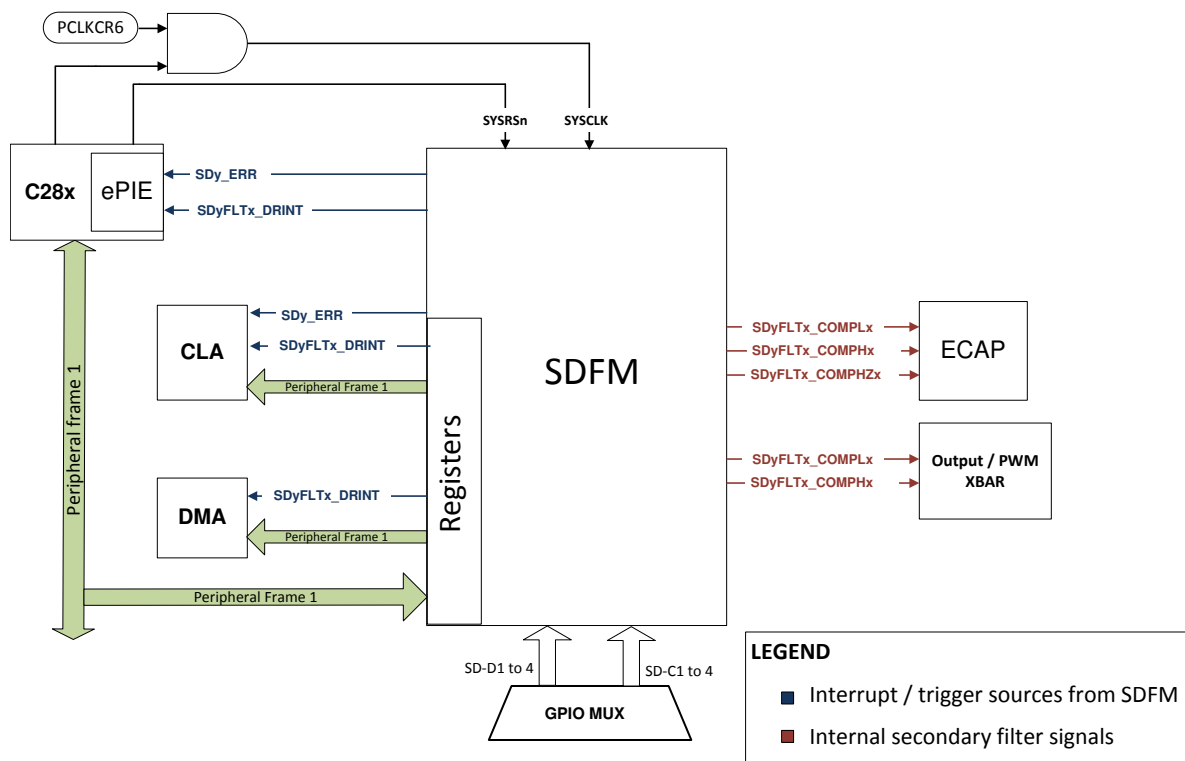 PCLKCR6
SYSRSn
SYSCLK
C28x
ePIE
SDy_ERR
SDyFLTx_DRINT
Peripheral frame 1
CLA
SDy_ERR
SDyFLTx_DRINT
Peripheral Frame 1
DMA
SDyFLTx_DRINT
Peripheral Frame 1
Peripheral Frame 1
Registers
SDFM
SDyFLTx_COMPLx
SDyFLTx_COMPHx
SDyFLTx_COMPHZx
ECAP
SDyFLTx_COMPLx
SDyFLTx_COMPHx
Output / PWM
XBAR
SD-D1 to 4
SD-C1 to 4
GPIO MUX
LEGEND
Interrupt / trigger sources from SDFM
Internal secondary filter signals